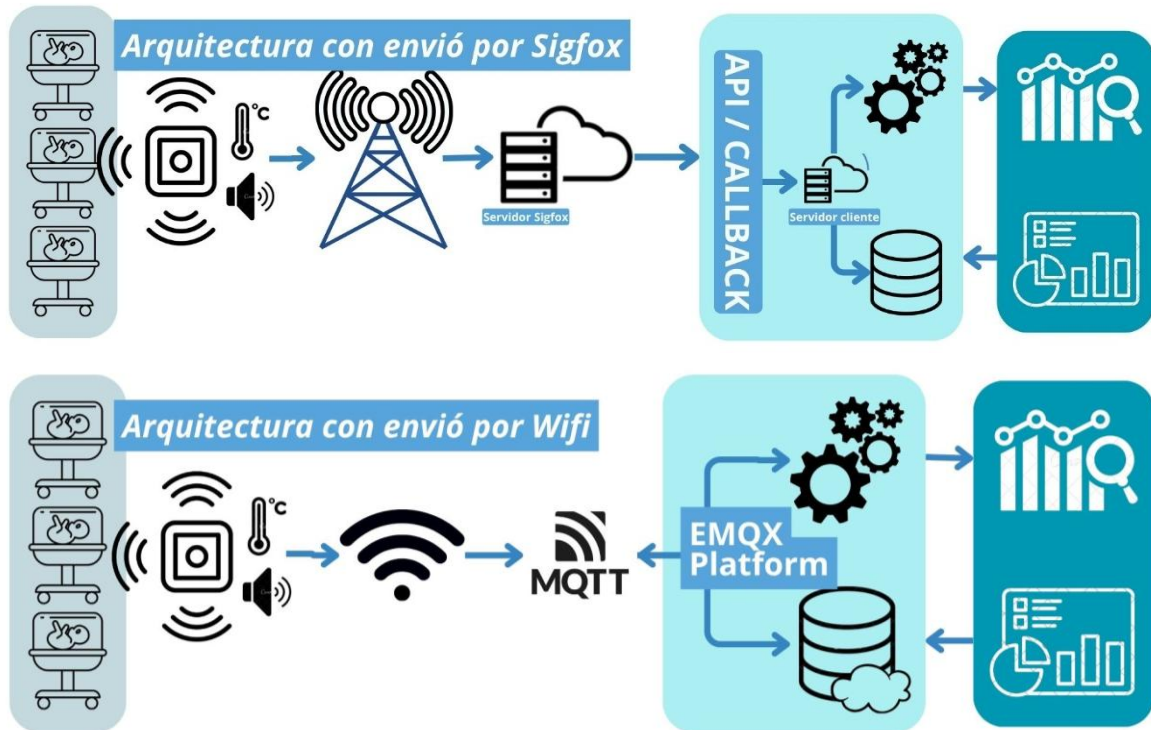 Arquitectura con envió por Sigfox
°C
Servidor Sigfox
API / CALLBACK
Servidor cliente
Arquitectura con envió por Wifi
°C
MQTT
EMQX
Platform